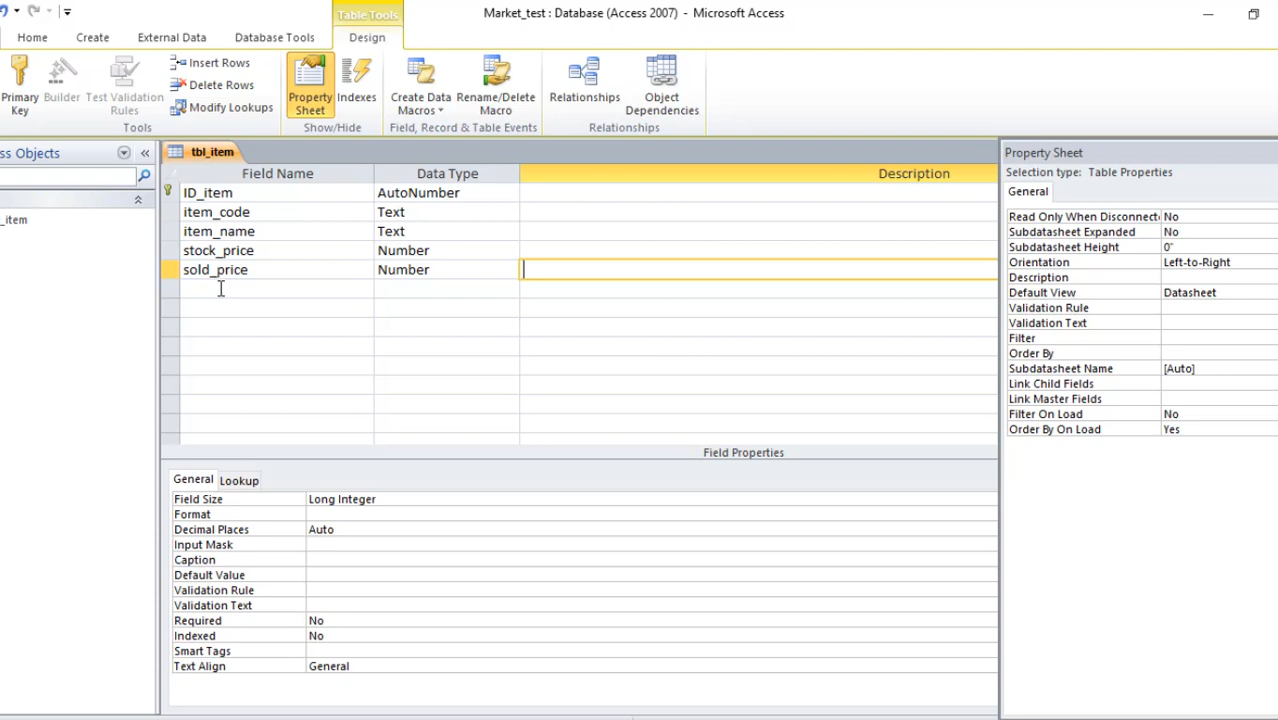 Table Tools
Market_test : Database (Access 2007) - Microsoft Access
Home Create External Data Database Tools Design
Primary Key
Builder
Test Validation Rules
Insert Rows
Delete Rows
Modify Lookups
Property Sheet
Indexes
Create Data Macros
Rename/Delete Macro
Relationships
Object Dependencies
Tools Show/Hide Field, Record & Table Events Relationships
ss Objects
_item
tbl_item
Field Name Data Type Description
ID_item AutoNumber
item_code Text
item_name Text
stock_price Number
sold_price Number
Field Properties
General Lookup
Field Size Long Integer
Format
Decimal Places Auto
Input Mask
Caption
Default Value
Validation Rule
Validation Text
Required No
Indexed No
Smart Tags
Text Align General
Property Sheet
Selection type: Table Properties
General
Read Only When Disconnect No
Subdatasheet Expanded No
Subdatasheet Height 0"
Orientation Left-to-Right
Description
Default View Datasheet
Validation Rule
Validation Text
Filter
Order By
Subdatasheet Name [Auto]
Link Child Fields
Link Master Fields
Filter On Load No
Order By On Load Yes